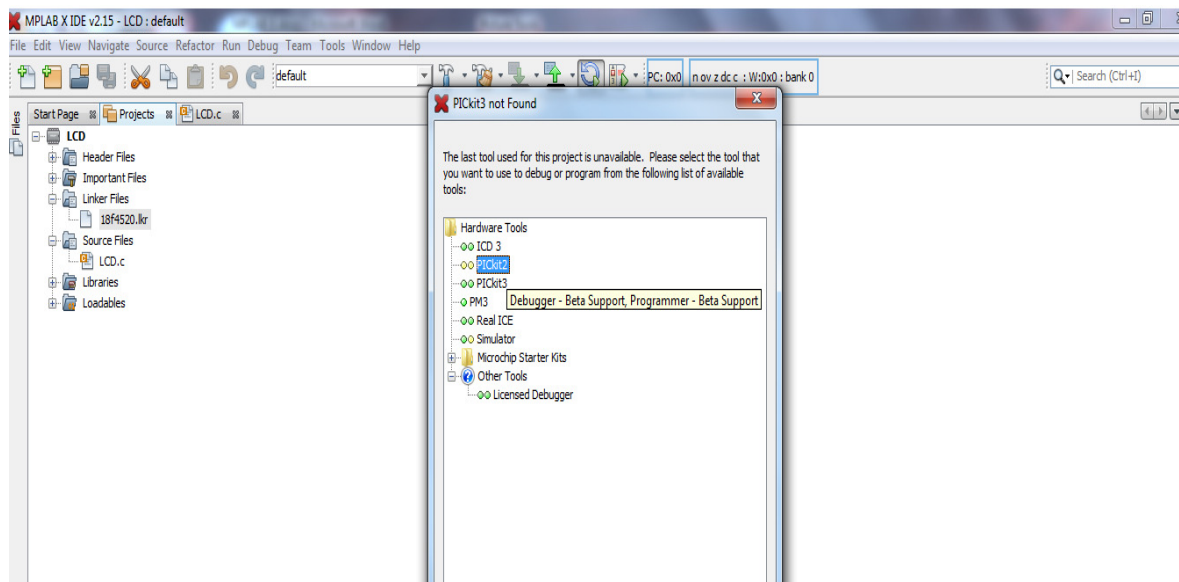 MPLAB X IDE v2.15 - LCD : default
File Edit View Navigate Source Refactor Run Debug Team Tools Window Help
default
PC: 0x0
n ov z dc c : W:0x0 : bank 0
Search (Ctrl+I)
Files
Start Page
Projects
LCD.c
LCD
Header Files
Important Files
Linker Files
18f4520.lkr
Source Files
LCD.c
Libraries
Loadables
PICkit3 not Found
The last tool used for this project is unavailable. Please select the tool that
you want to use to debug or program from the following list of available
tools:
Hardware Tools
ICD 3
PICkit2
PICkit3
PM3
Debugger - Beta Support, Programmer - Beta Support
Real ICE
Simulator
Microchip Starter Kits
Other Tools
Licensed Debugger